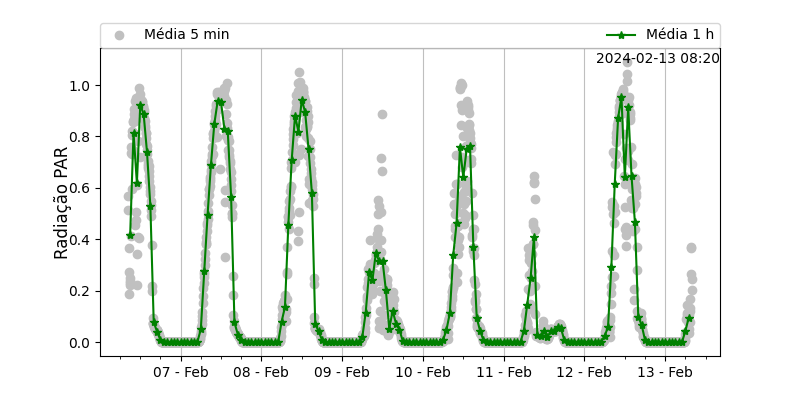 Média 5 min
Média 1 h
2024-02-13 08:20
Radiação PAR
1.0
0.8
0.6
0.4
0.2
0.0
07 - Feb
08 - Feb
09 - Feb
10 - Feb
11 - Feb
12 - Feb
13 - Feb